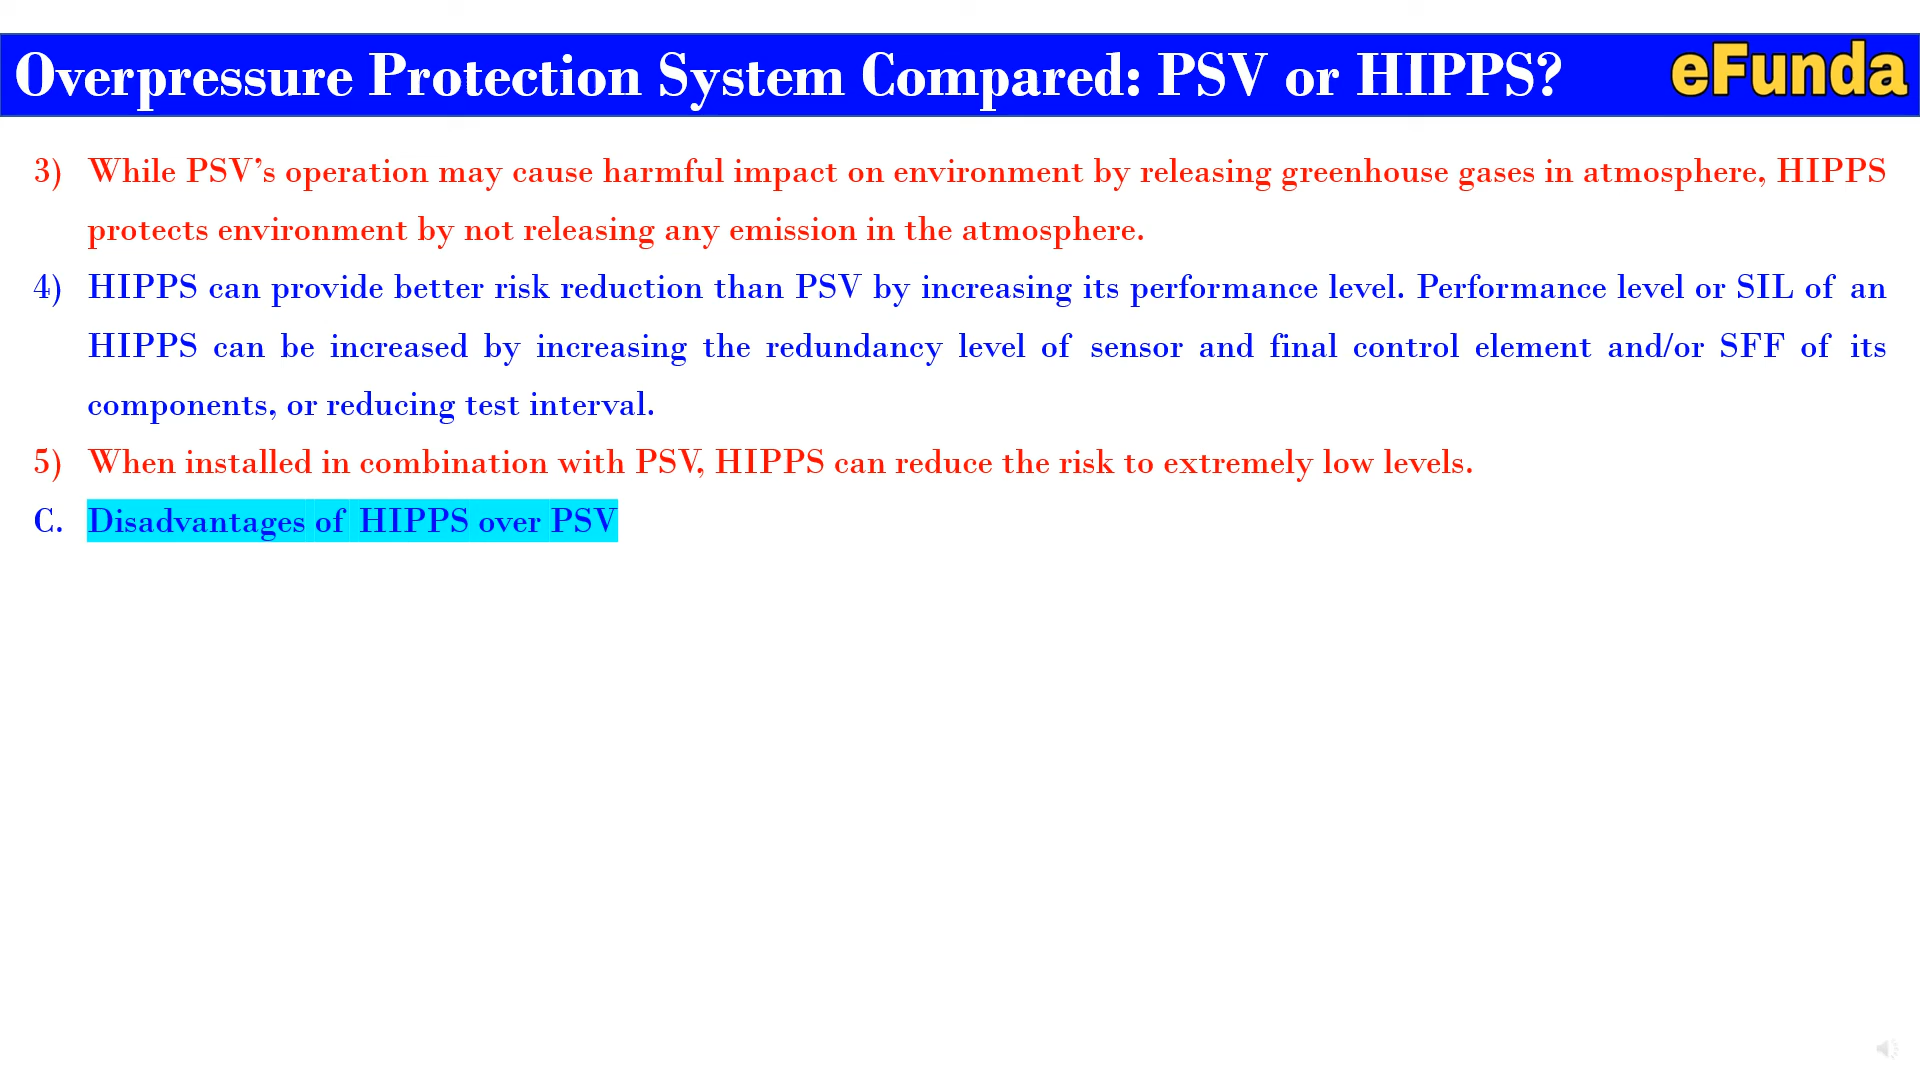 Overpressure Protection System Compared: PSV or HIPPS?
eFunda
3) While PSV’s operation may cause harmful impact on environment by releasing greenhouse gases in atmosphere, HIPPS
protects environment by not releasing any emission in the atmosphere.
4) HIPPS can provide better risk reduction than PSV by increasing its performance level. Performance level or SIL of an
HIPPS can be increased by increasing the redundancy level of sensor and final control element and/or SFF of its
components, or reducing test interval.
5) When installed in combination with PSV, HIPPS can reduce the risk to extremely low levels.
C. Disadvantages of HIPPS over PSV